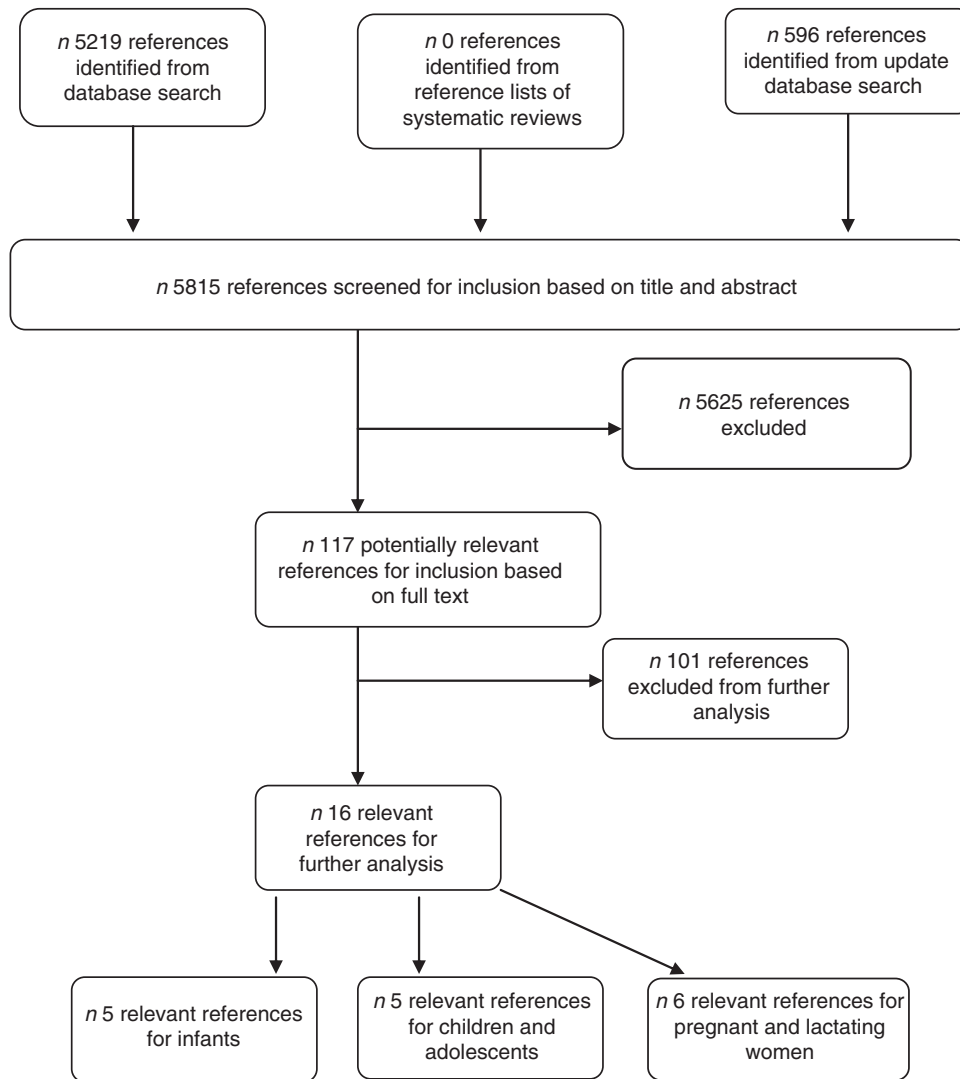 n 5219 references
identified from
database search
n 0 references
identified from
reference lists of
systematic reviews
n 596 references
identified from update
database search
n 5815 references screened for inclusion based on title and abstract
n 5625 references
excluded
n 117 potentially relevant
references for inclusion based
on full text
n 101 references
excluded from further
analysis
n 16 relevant
references for
further analysis
n 5 relevant references
for infants
n 5 relevant references
for children and
adolescents
n 6 relevant references for
pregnant and lactating
women